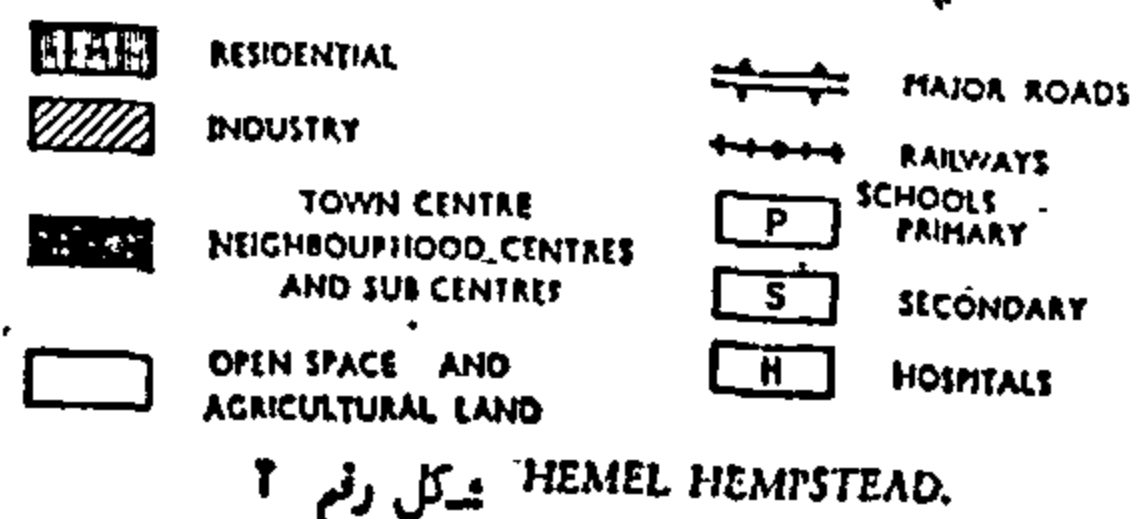 RESIDENTIAL
INDUSTRY
TOWN CENTRE
NEIGHBOURHOOD CENTRES
AND SUB CENTRES
OPEN SPACE AND
AGRICULTURAL LAND
MAJOR ROADS
RAILWAYS
SCHOOLS
P PRIMARY
S SECONDARY
H HOSPITALS
شكل رقم ٢ HEMEL HEMPSTEAD.